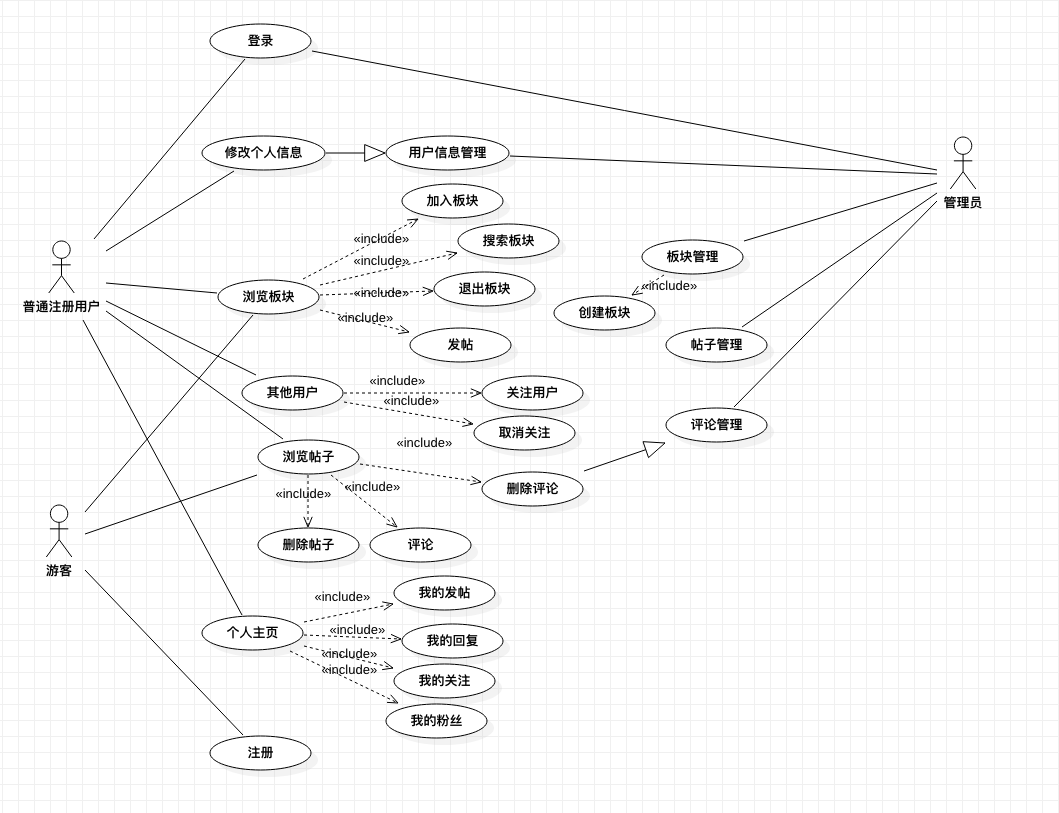 登录
修改个人信息
用户信息管理
管理员
加入板块
«include»
搜索板块
«include»
板块管理
«include»
普通注册用户
浏览板块
«include»
退出板块
创建板块
«include»
发帖
帖子管理
其他用户
«include»
关注用户
«include»
取消关注
评论管理
浏览帖子
«include»
删除评论
«include»
«include»
删除帖子
评论
游客
我的发帖
«include»
个人主页
«include»
我的回复
«include»
«include»
我的关注
我的粉丝
注册